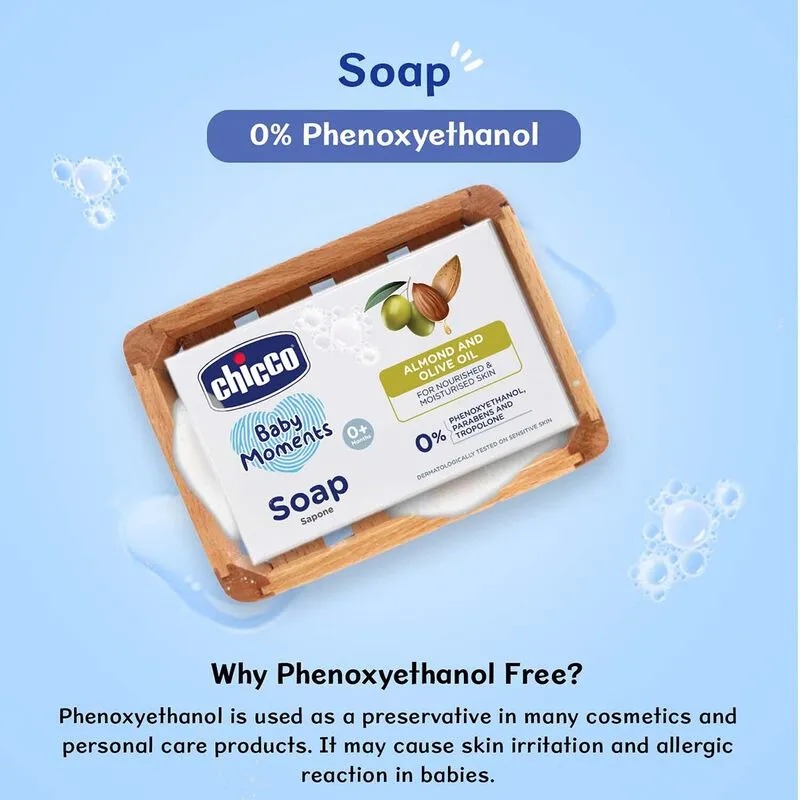 Soap
0% Phenoxyethanol
chicco
Baby
Moments
0+
Months
Soap
Sapone
ALMOND AND
OLIVE OIL
FOR NOURISHED &
MOISTURISED SKIN
0%
PHENOXYETHANOL,
PARABENS AND
TROPOLONE
DERMATOLOGICALLY TESTED ON SENSITIVE SKIN
Why Phenoxyethanol Free?
Phenoxyethanol is used as a preservative in many cosmetics and
personal care products. It may cause skin irritation and allergic
reaction in babies.